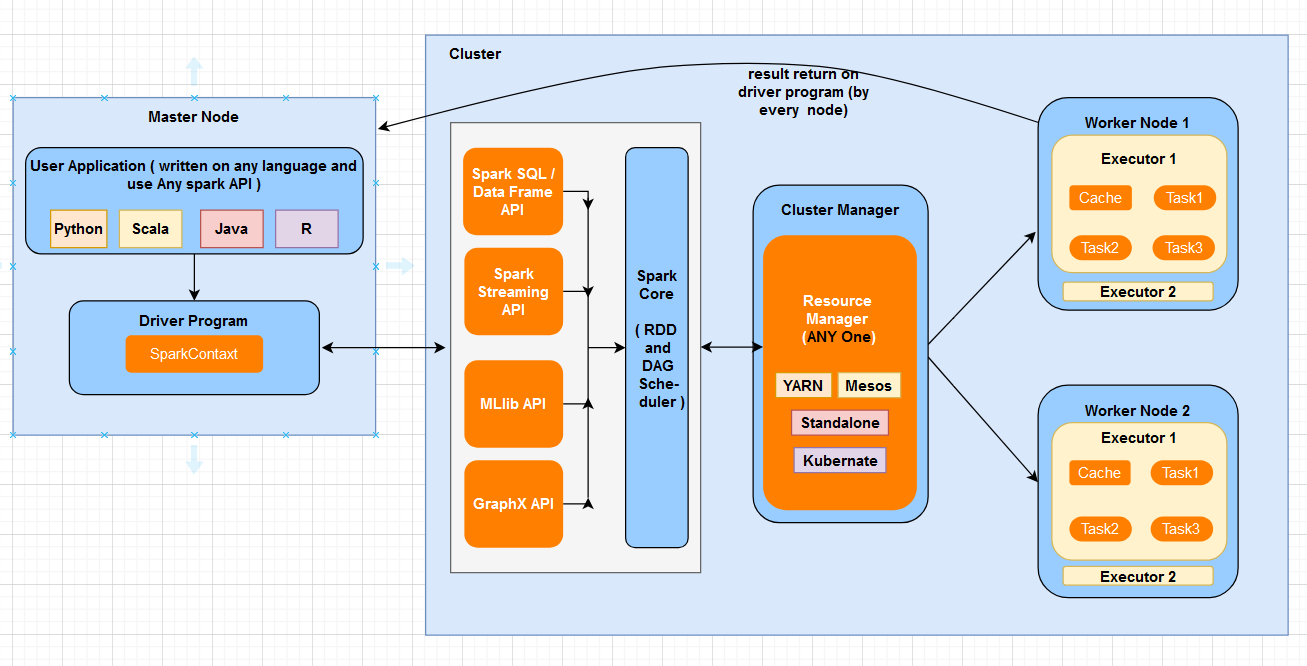 Cluster
result return on
driver program (by
every node)
Master Node
User Application ( written on any language and
use Any spark API )
Python
Scala
Java
R
Driver Program
SparkContaxt
Spark SQL /
Data Frame
API
Spark
Streaming
API
MLlib API
GraphX API
Spark
Core
( RDD
and
DAG
Sche-
duler )
Cluster Manager
Resource
Manager
(ANY One)
YARN
Mesos
Standalone
Kubernate
Worker Node 1
Executor 1
Cache
Task1
Task2
Task3
Executor 2
Worker Node 2
Executor 1
Cache
Task1
Task2
Task3
Executor 2